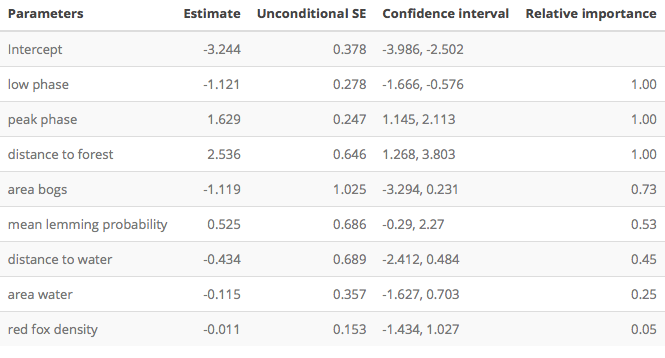 Parameters Estimate Unconditional SE Confidence interval Relative importance
Intercept -3.244 0.378 -3.986, -2.502
low phase -1.121 0.278 -1.666, -0.576 1.00
peak phase 1.629 0.247 1.145, 2.113 1.00
distance to forest 2.536 0.646 1.268, 3.803 1.00
area bogs -1.119 1.025 -3.294, 0.231 0.73
mean lemming probability 0.525 0.686 -0.29, 2.27 0.53
distance to water -0.434 0.689 -2.412, 0.484 0.45
area water -0.115 0.357 -1.627, 0.703 0.25
red fox density -0.011 0.153 -1.434, 1.027 0.05